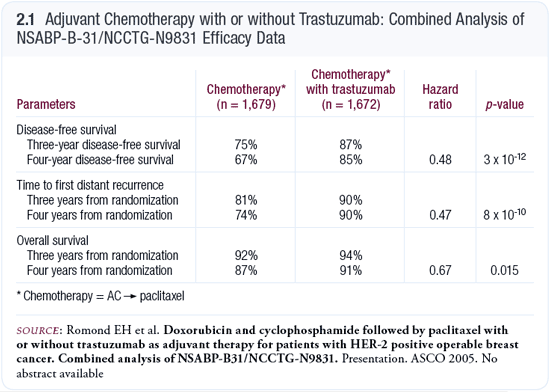 2.1 Adjuvant Chemotherapy with or without Trastuzumab: Combined Analysis of
NSABP-B-31/NCCTG-N9831 Efficacy Data
Parameters Chemotherapy* (n = 1,679) Chemotherapy* with trastuzumab (n = 1,672) Hazard ratio p-value
Disease-free survival
Three-year disease-free survival 75% 87%
Four-year disease-free survival 67% 85% 0.48 3 x 10-12
Time to first distant recurrence
Three years from randomization 81% 90%
Four years from randomization 74% 90% 0.47 8 x 10-10
Overall survival
Three years from randomization 92% 94%
Four years from randomization 87% 91% 0.67 0.015
* Chemotherapy = AC → paclitaxel
SOURCE: Romond EH et al. Doxorubicin and cyclophosphamide followed by paclitaxel with
or without trastuzumab as adjuvant therapy for patients with HER-2 positive operable breast
cancer. Combined analysis of NSABP-B31/NCCTG-N9831. Presentation. ASCO 2005. No
abstract available